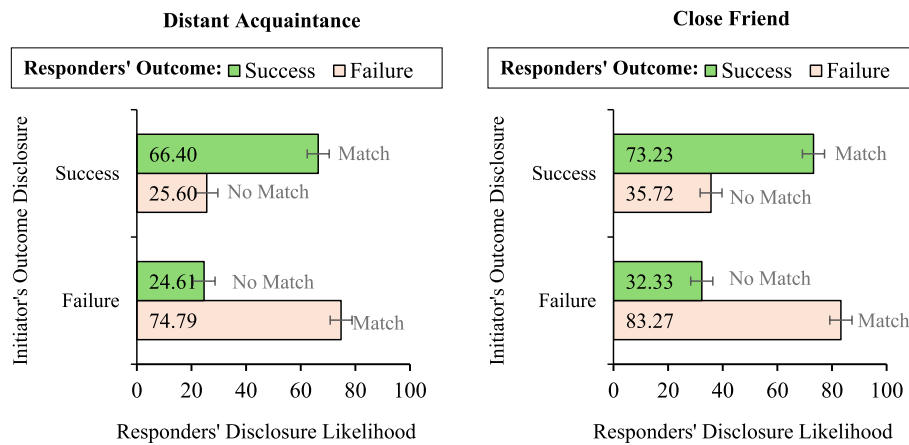 Distant Acquaintance
Responders' Outcome: Success Failure
Initiator's Outcome Disclosure
Success
66.40
Match
25.60
No Match
Failure
24.61
No Match
74.79
Match
0 20 40 60 80 100
Responders' Disclosure Likelihood
Close Friend
Responders' Outcome: Success Failure
Initiator's Outcome Disclosure
Success
73.23
Match
35.72
No Match
Failure
32.33
No Match
83.27
Match
0 20 40 60 80 100
Responders' Disclosure Likelihood